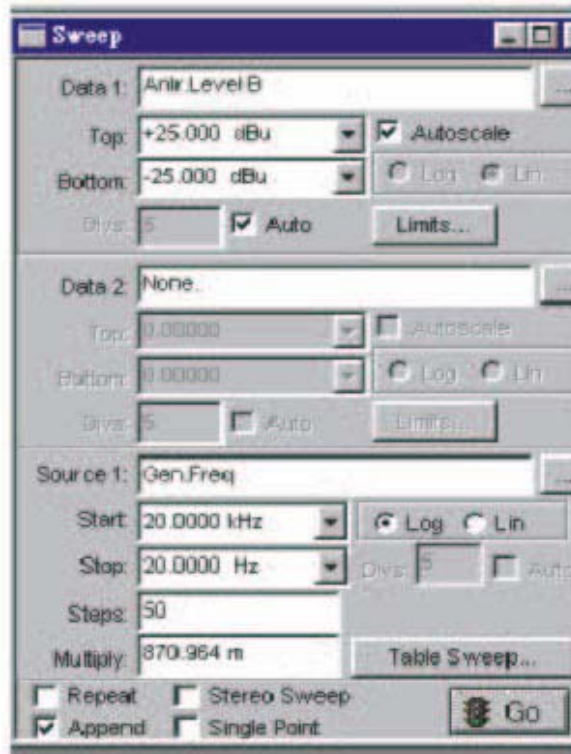 Sweep
Data 1: Anlr.Level B ...
Top: +25.000 dBu Autoscale
Bottom: -25.000 dBu Log Lin
Divs: 5 Auto Limits...
Data 2: None. ...
Top: 0.00000 Autoscale
Bottom: 0.00000 Log Lin
Divs: 5 Auto Limits...
Source 1: Gen.Freq ...
Start: 20.0000 kHz Log Lin
Stop: 20.0000 Hz Divs: 5 Auto
Steps: 50
Multiply: 870.964 m Table Sweep...
Repeat Stereo Sweep
Append Single Point Go